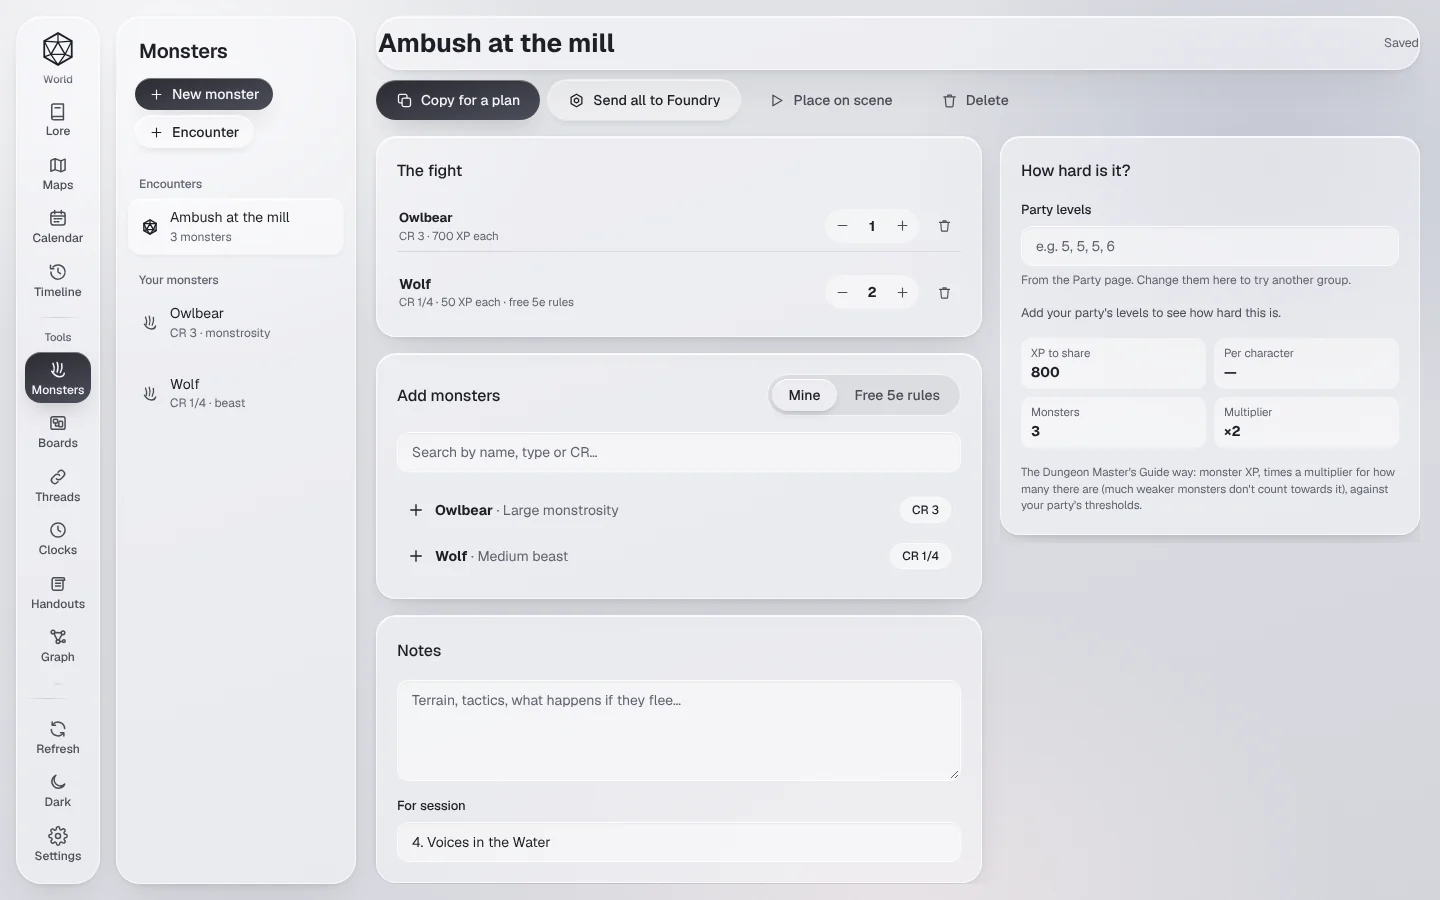 World
Lore
Maps
Calendar
Timeline
Tools
Monsters
Boards
Threads
Clocks
Handouts
Graph
Refresh
Dark
Settings
Monsters
New monster
Encounter
Encounters
Ambush at the mill
3 monsters
Your monsters
Owlbear
CR 3 · monstrosity
Wolf
CR 1/4 · beast
Ambush at the mill
Saved
Copy for a plan
Send all to Foundry
Place on scene
Delete
The fight
Owlbear
CR 3 · 700 XP each
1
Wolf
CR 1/4 · 50 XP each · free 5e rules
2
Add monsters
Mine
Free 5e rules
Search by name, type or CR…
Owlbear · Large monstrosity
CR 3
Wolf · Medium beast
CR 1/4
Notes
Terrain, tactics, what happens if they flee…
For session
4. Voices in the Water
How hard is it?
Party levels
e.g. 5, 5, 5, 6
From the Party page. Change them here to try another group.
Add your party's levels to see how hard this is.
XP to share
800
Per character
—
Monsters
3
Multiplier
×2
The Dungeon Master's Guide way: monster XP, times a multiplier for how
many there are (much weaker monsters don't count towards it), against
your party's thresholds.